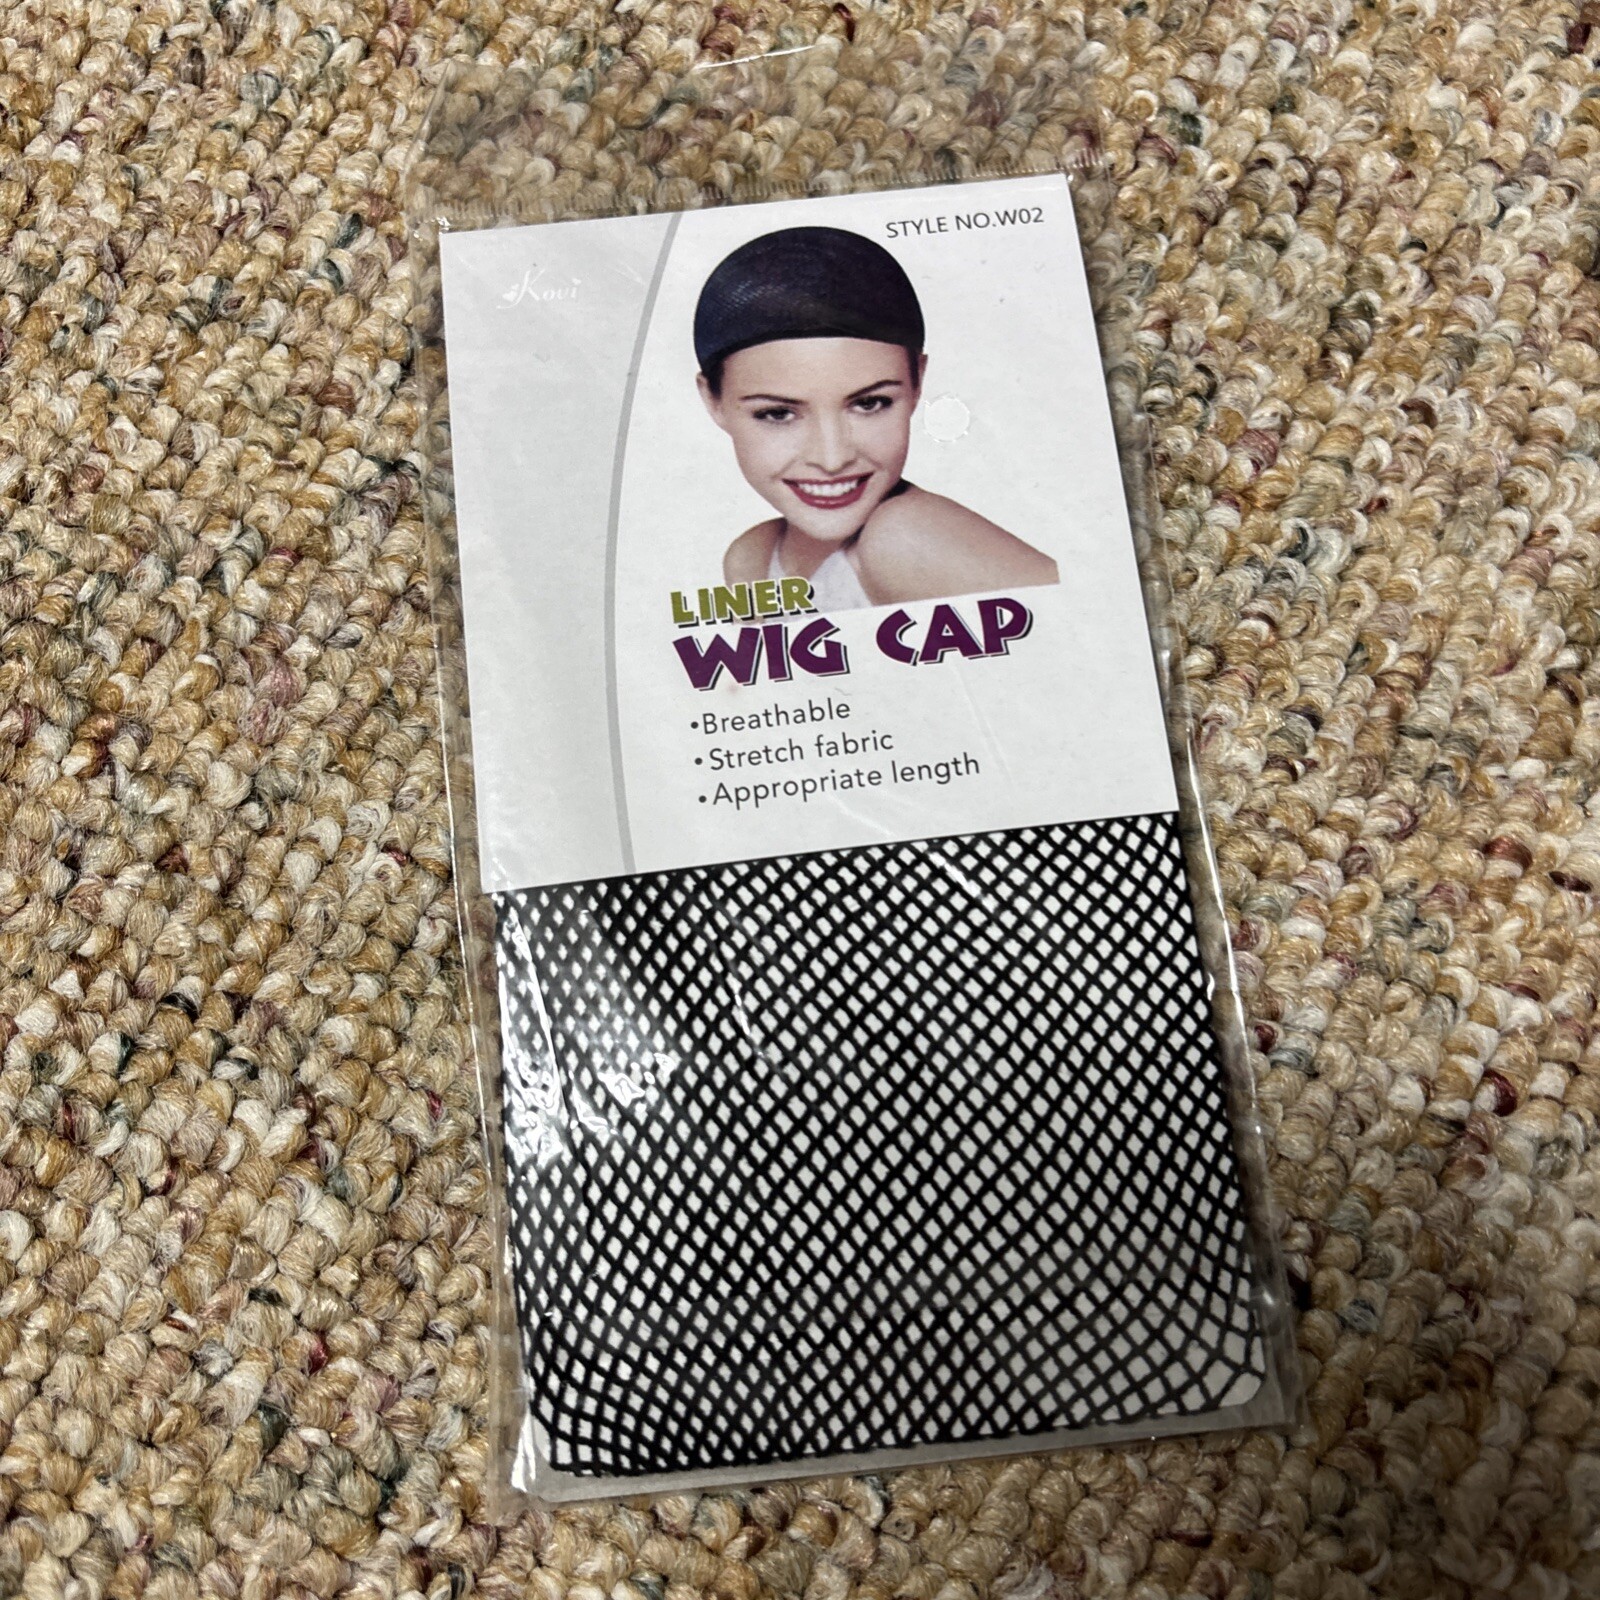 STYLE NO.W02
Kovi
LINER
WIG CAP
•Breathable
•Stretch fabric
•Appropriate length